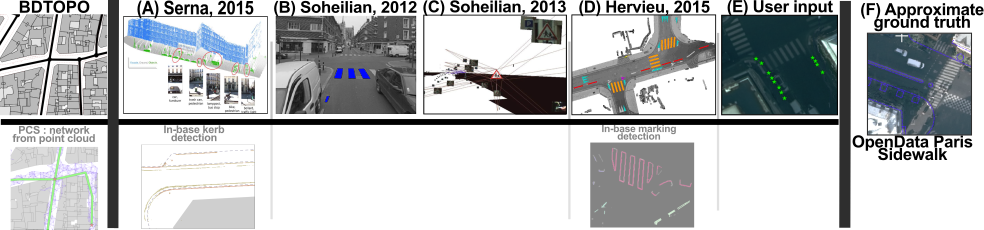 BDTOPO
(A) Serna, 2015
(B) Soheilian, 2012
(C) Soheilian, 2013
(D) Hervieu, 2015
(E) User input
(F) Approximate
ground truth
PCS : network
from point cloud
In-base kerb
detection
In-base marking
detection
OpenData Paris
Sidewalk